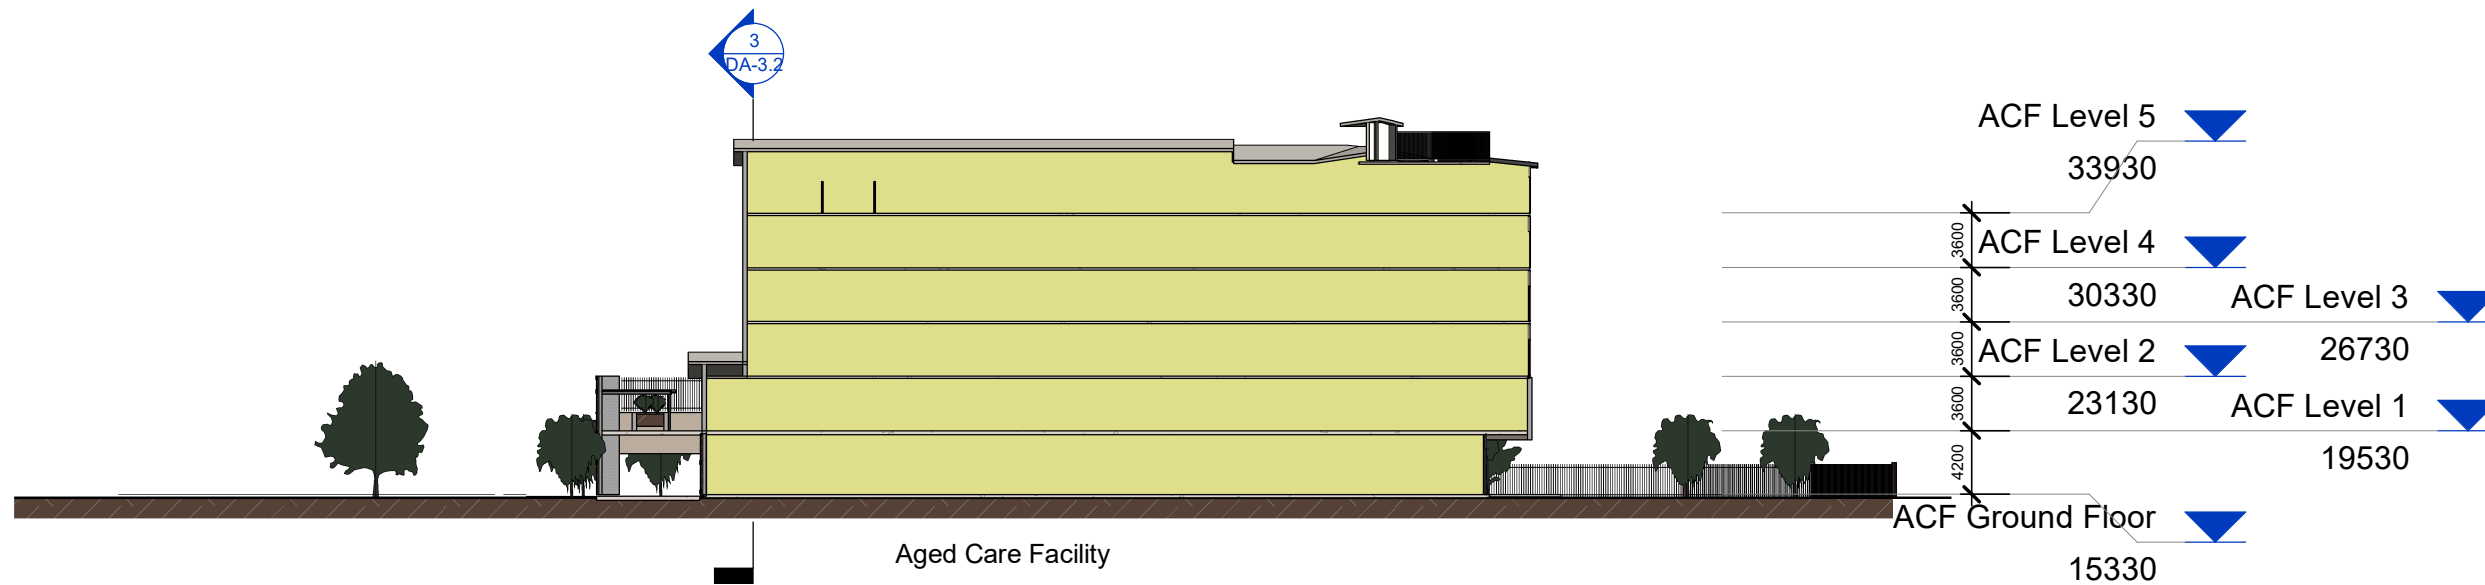 3
DA-3.2
ACF Level 5
33930
3600
ACF Level 4
30330
3600
ACF Level 3
26730
3600
ACF Level 2
23130
3600
ACF Level 1
19530
4200
ACF Ground Floor
15330
Aged Care Facility